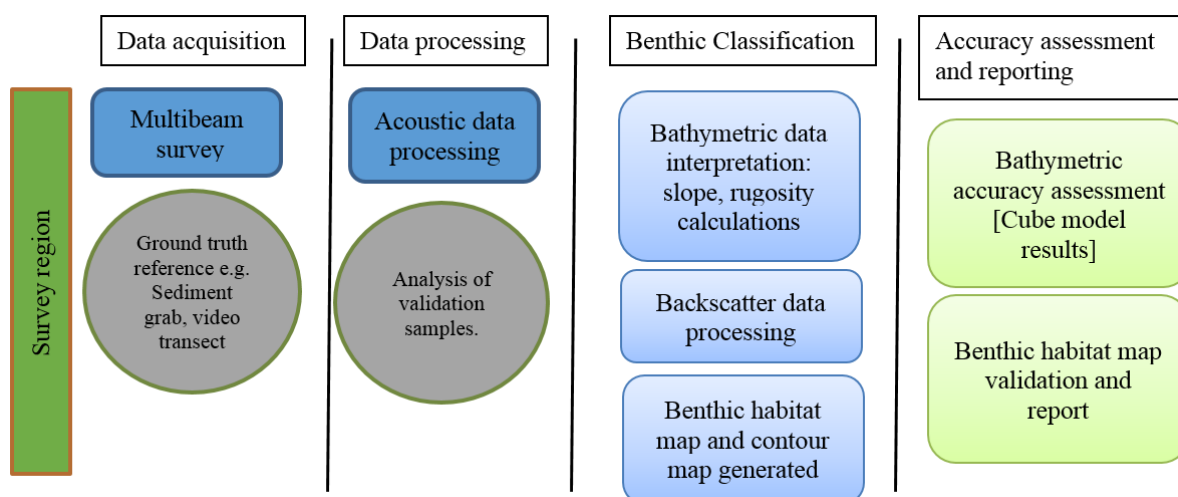 Survey region
Data acquisition
Multibeam
survey
Ground truth
reference e.g.
Sediment
grab, video
transect
Data processing
Acoustic data
processing
Analysis of
validation
samples.
Benthic Classification
Bathymetric data
interpretation:
slope, rugosity
calculations
Backscatter data
processing
Benthic habitat
map and contour
map generated
Accuracy assessment
and reporting
Bathymetric
accuracy assessment
[Cube model
results]
Benthic habitat map
validation and
report